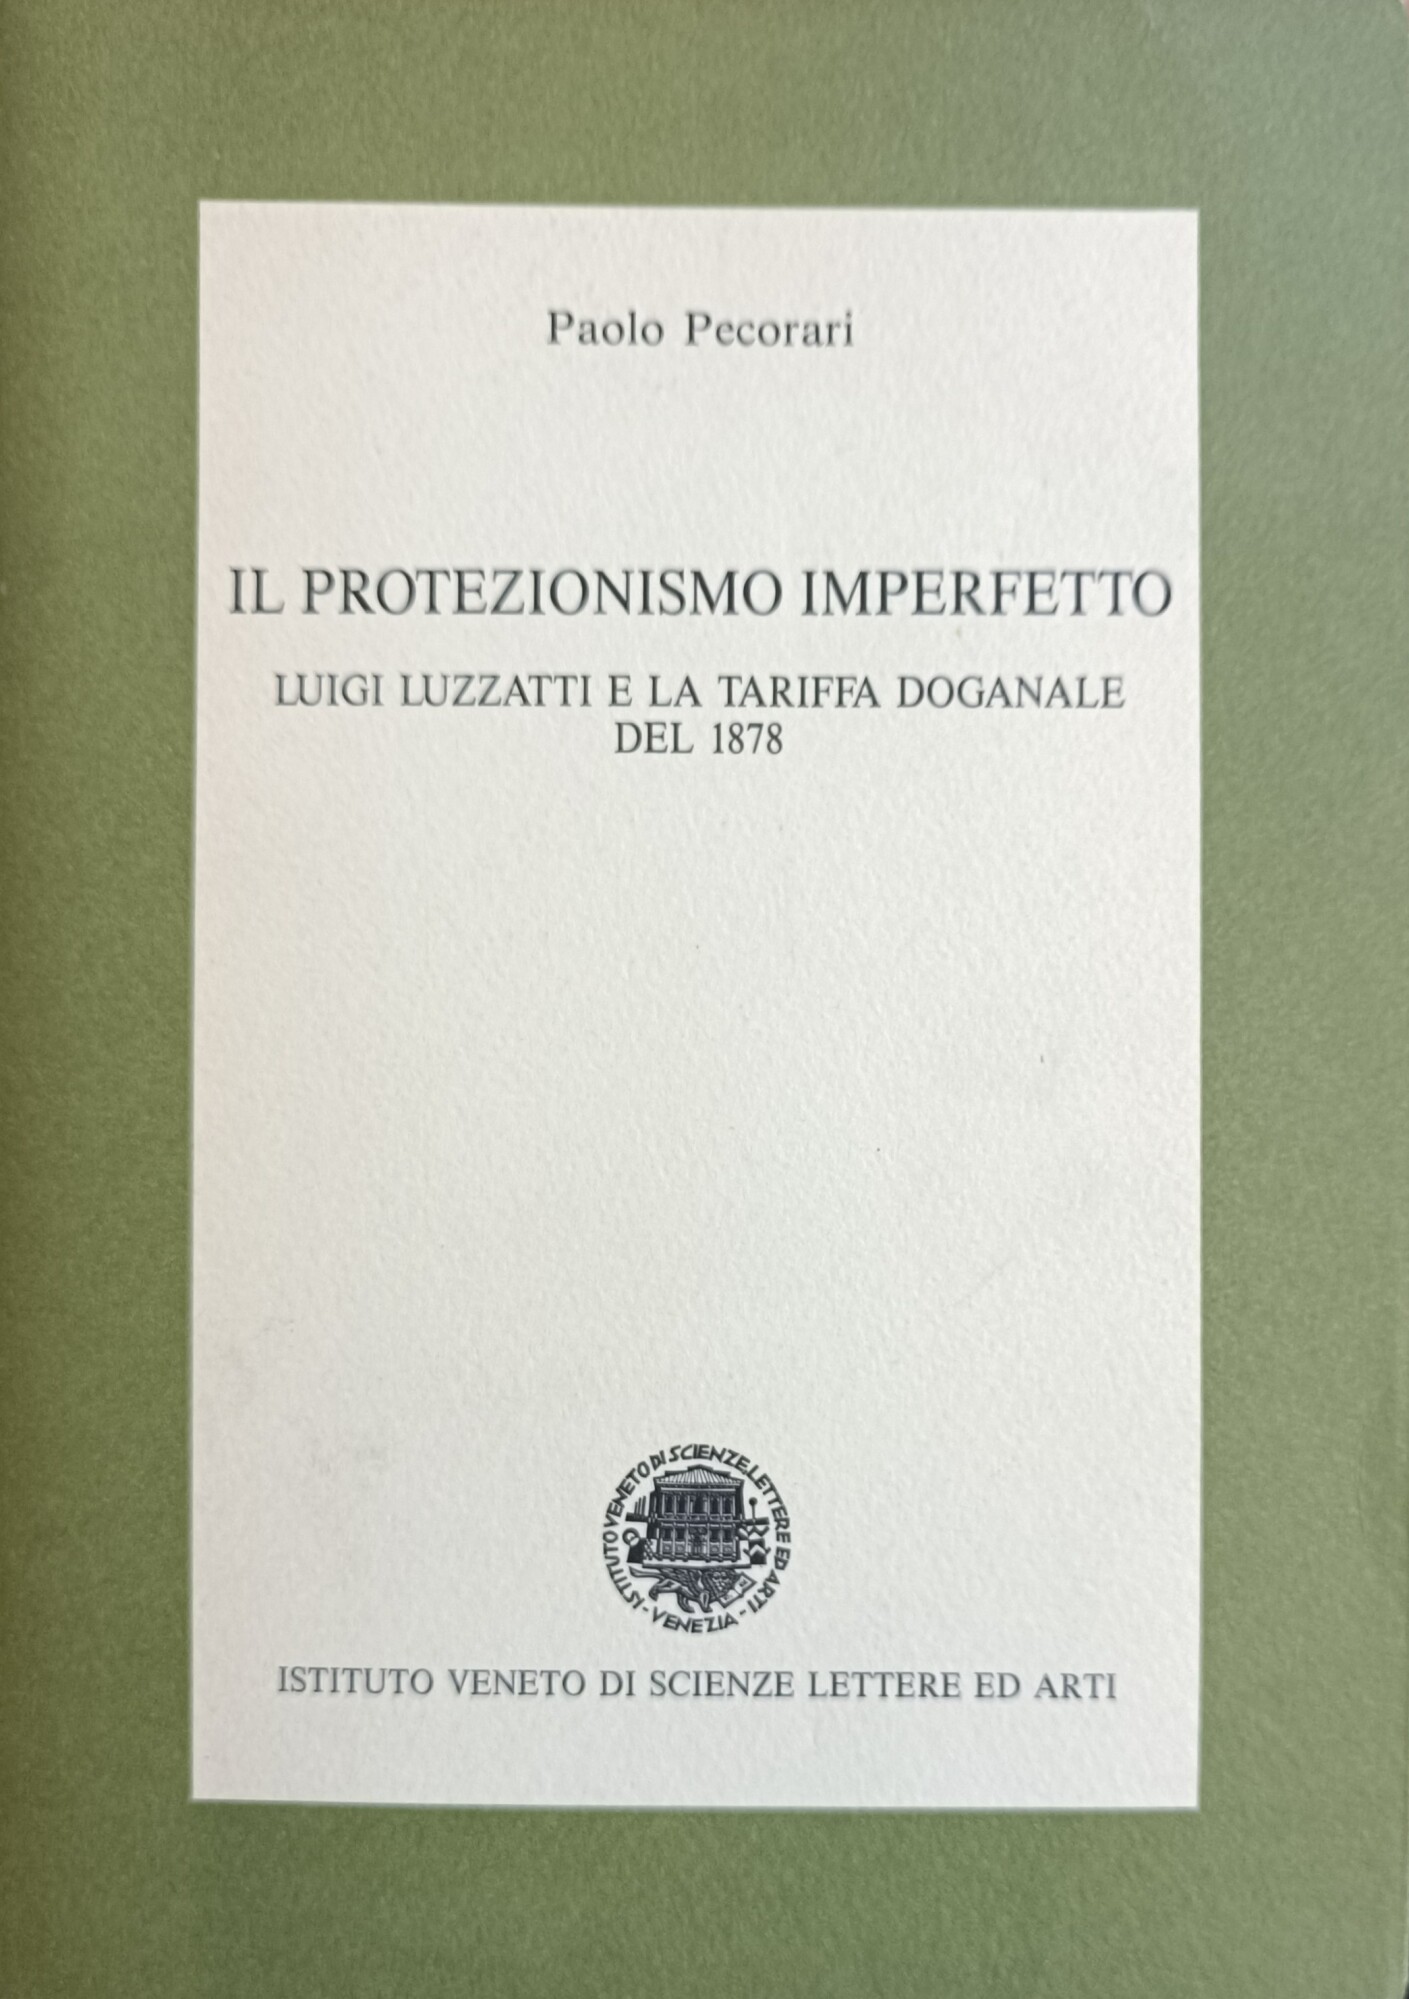 Paolo Pecorari
IL PROTEZIONISMO IMPERFETTO
LUIGI LUZZATTI E LA TARIFFA DOGANALE
DEL 1878
ISTITUTO VENETO DI SCIENZE LETTERE ED ARTI - VENEZIA -
ISTITUTO VENETO DI SCIENZE LETTERE ED ARTI